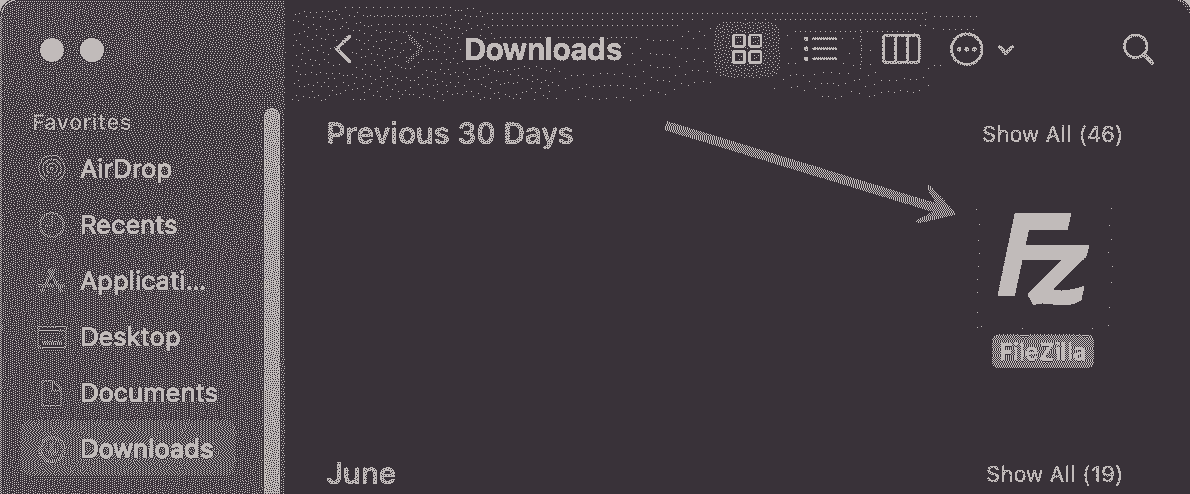 Downloads
Favorites
AirDrop
Recents
Applicati...
Desktop
Documents
Downloads
Previous 30 Days
Show All (46)
Fz
FileZilla
June
Show All (19)